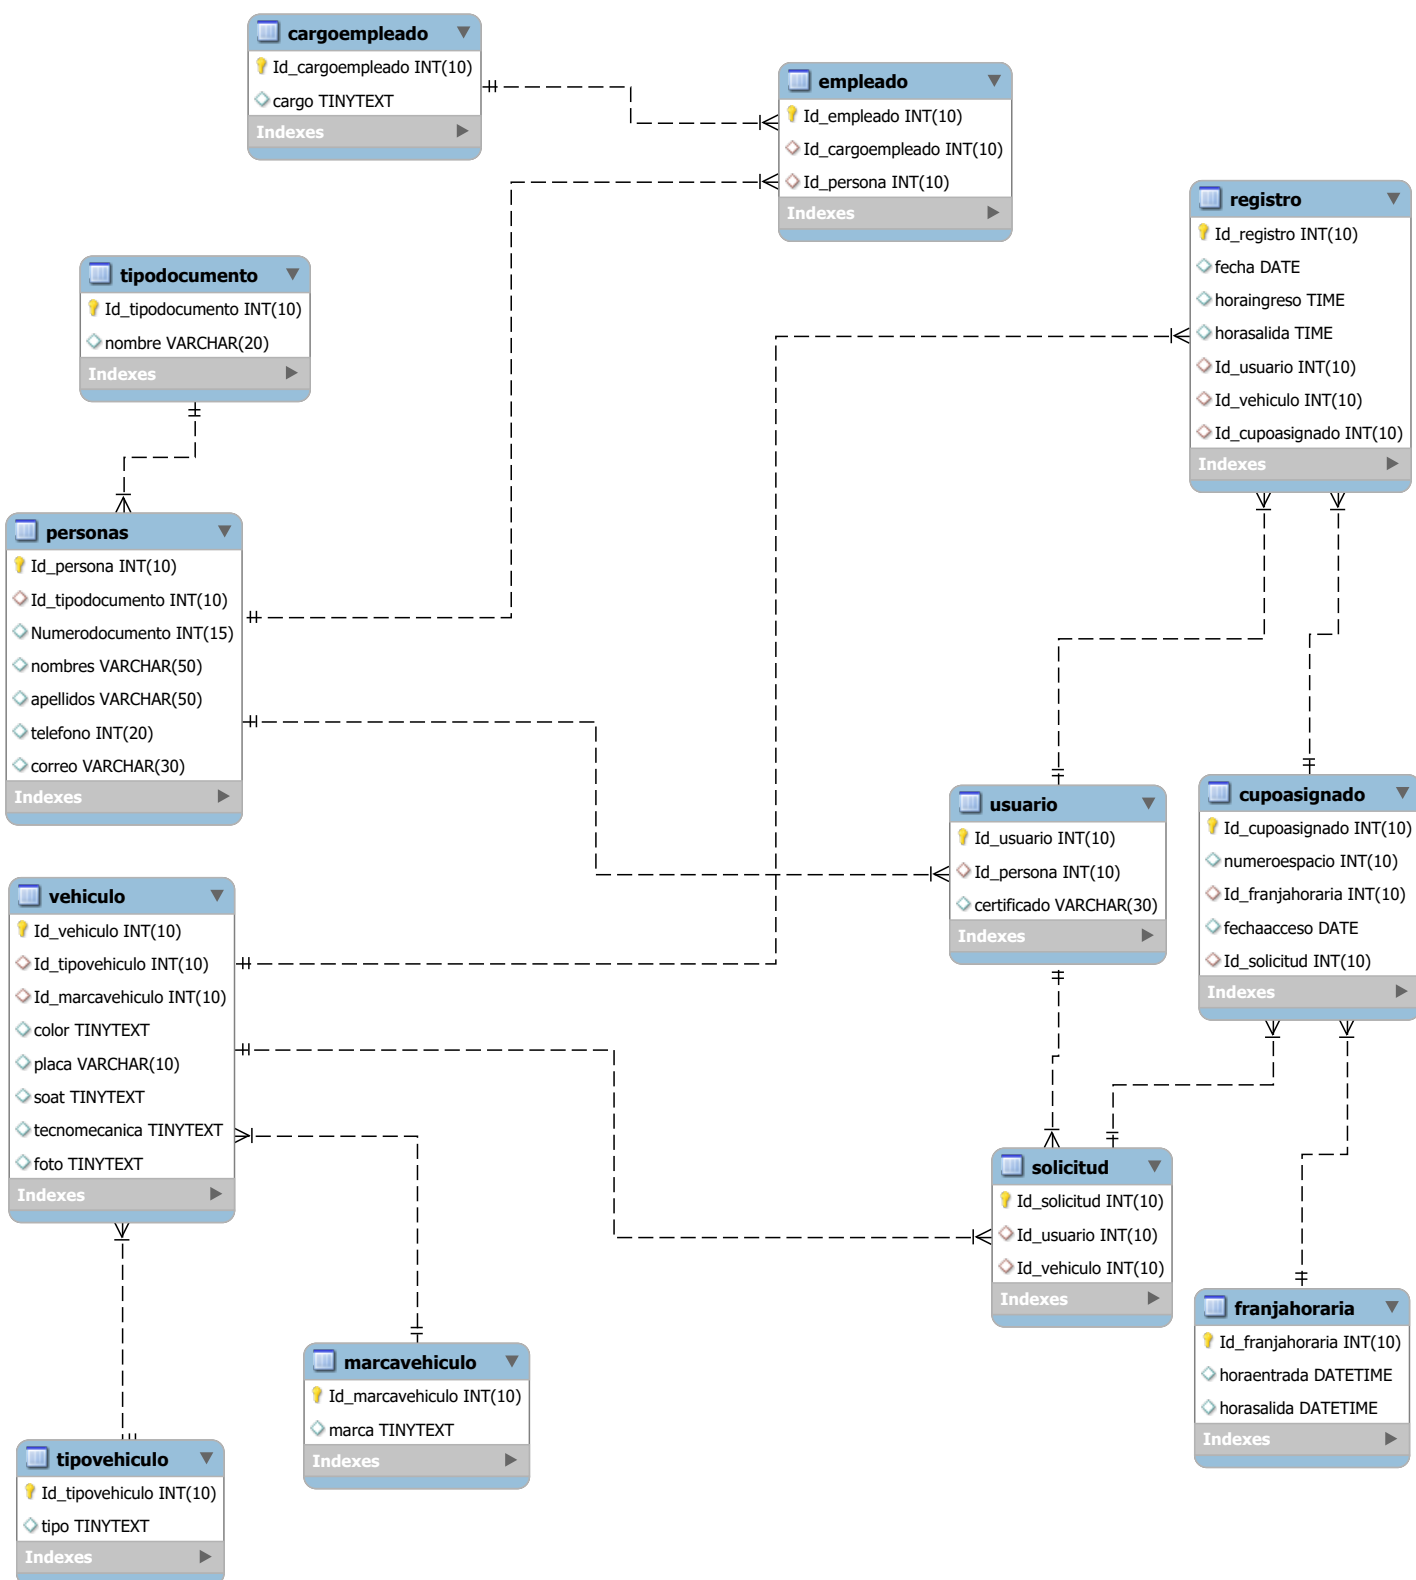 cargoempleado
Id_cargoempleado INT(10)
cargo TINYTEXT
Indexes
empleado
Id_empleado INT(10)
Id_cargoempleado INT(10)
Id_persona INT(10)
Indexes
registro
Id_registro INT(10)
fecha DATE
horaingreso TIME
horasalida TIME
Id_usuario INT(10)
Id_vehiculo INT(10)
Id_cupoasignado INT(10)
Indexes
tipodocumento
Id_tipodocumento INT(10)
nombre VARCHAR(20)
Indexes
personas
Id_persona INT(10)
Id_tipodocumento INT(10)
Numerodocumento INT(15)
nombres VARCHAR(50)
apellidos VARCHAR(50)
telefono INT(20)
correo VARCHAR(30)
Indexes
usuario
Id_usuario INT(10)
Id_persona INT(10)
certificado VARCHAR(30)
Indexes
cupoasignado
Id_cupoasignado INT(10)
numeroespacio INT(10)
Id_franjahoraria INT(10)
fechaacceso DATE
Id_solicitud INT(10)
Indexes
vehiculo
Id_vehiculo INT(10)
Id_tipovehiculo INT(10)
Id_marcavehiculo INT(10)
color TINYTEXT
placa VARCHAR(10)
soat TINYTEXT
tecnomecanica TINYTEXT
foto TINYTEXT
Indexes
solicitud
Id_solicitud INT(10)
Id_usuario INT(10)
Id_vehiculo INT(10)
Indexes
franjahoraria
Id_franjahoraria INT(10)
horaentrada DATETIME
horasalida DATETIME
Indexes
marcavehiculo
Id_marcavehiculo INT(10)
marca TINYTEXT
Indexes
tipovehiculo
Id_tipovehiculo INT(10)
tipo TINYTEXT
Indexes